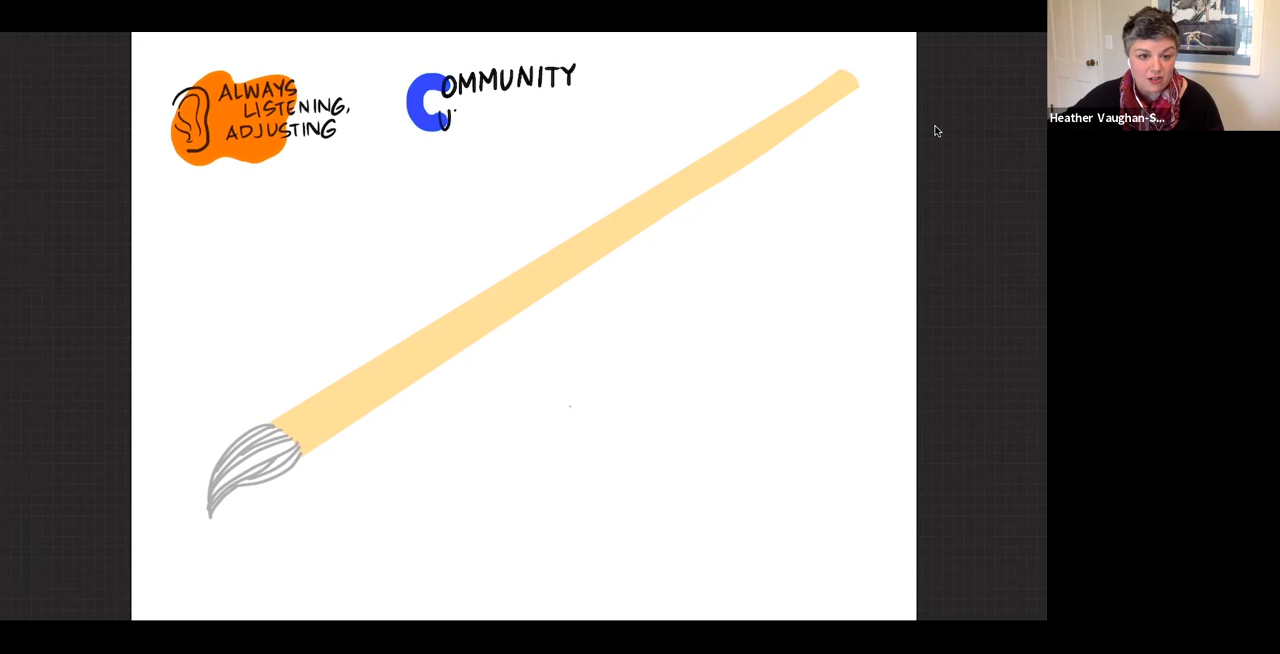 ALWAYS
LISTENING,
ADJUSTING
COMMUNITY
Heather Vaughan-S...